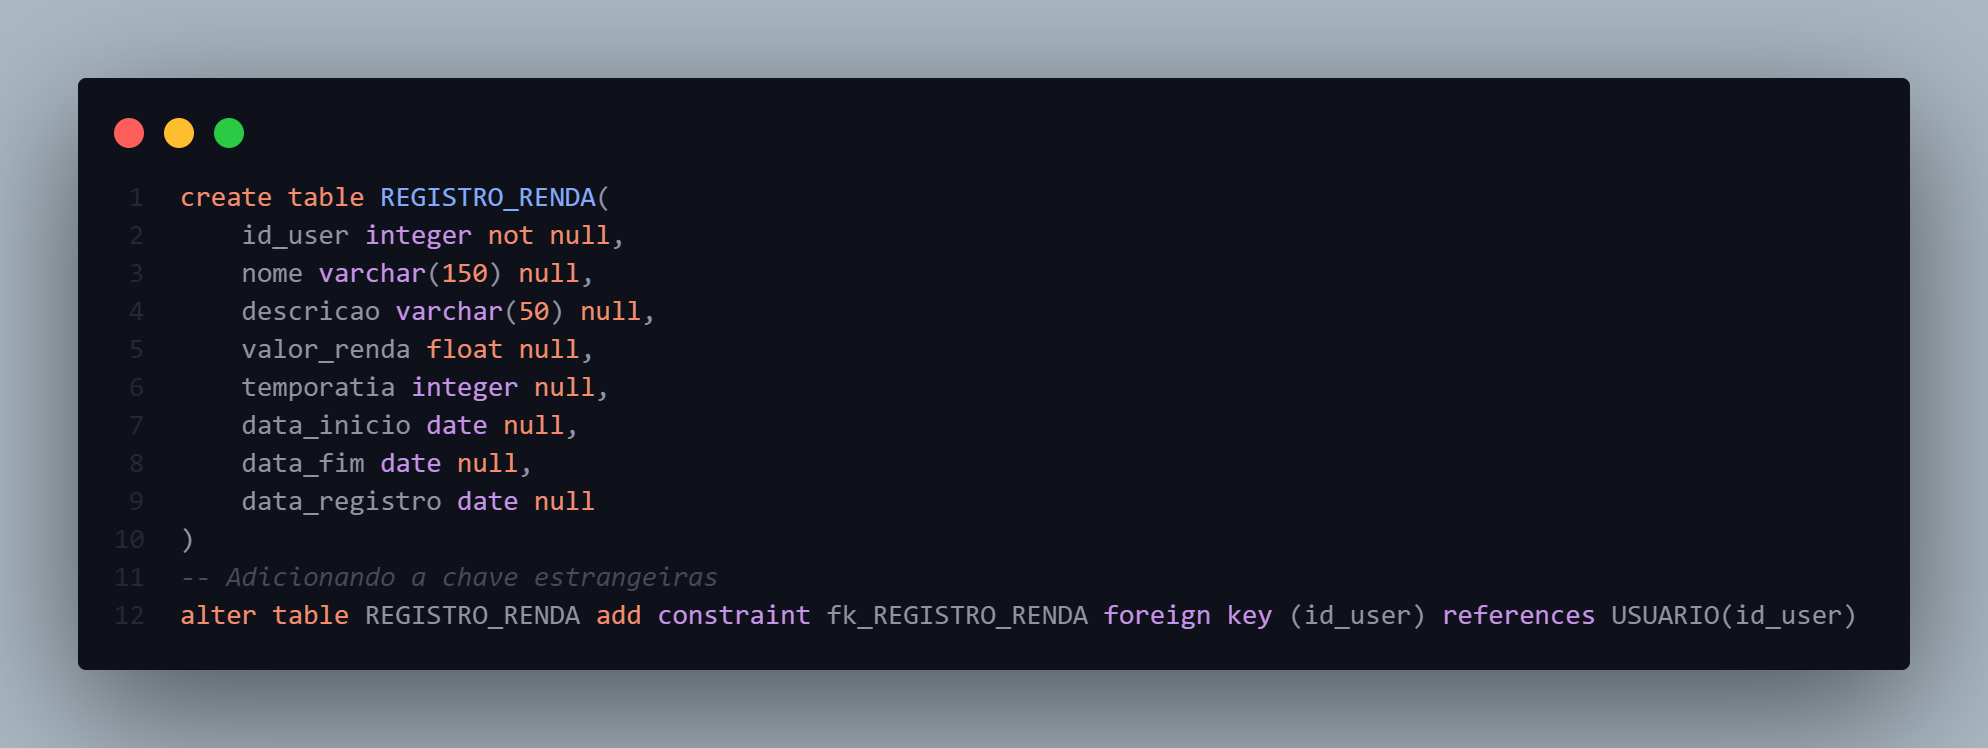 1 create table REGISTRO_RENDA(
2 id_user integer not null,
3 nome varchar(150) null,
4 descricao varchar(50) null,
5 valor_renda float null,
6 temporatia integer null,
7 data_inicio date null,
8 data_fim date null,
9 data_registro date null
10 )
11 -- Adicionando a chave estrangeiras
12 alter table REGISTRO_RENDA add constraint fk_REGISTRO_RENDA foreign key (id_user) references USUARIO(id_user)